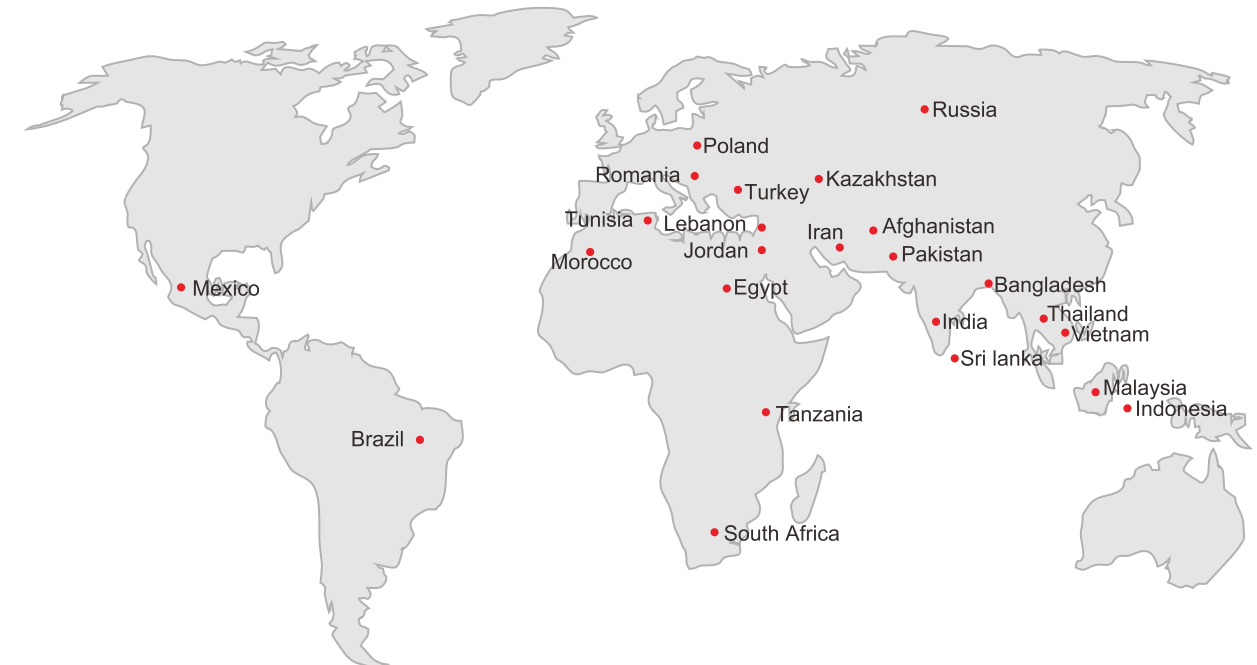 Russia
Poland
Romania
Kazakhstan
Turkey
Tunisia
Lebanon
Afghanistan
Iran
Jordan
Pakistan
Morocco
Bangladesh
Egypt
Mexico
Thailand
India
Vietnam
Sri lanka
Malaysia
Indonesia
Tanzania
Brazil
South Africa